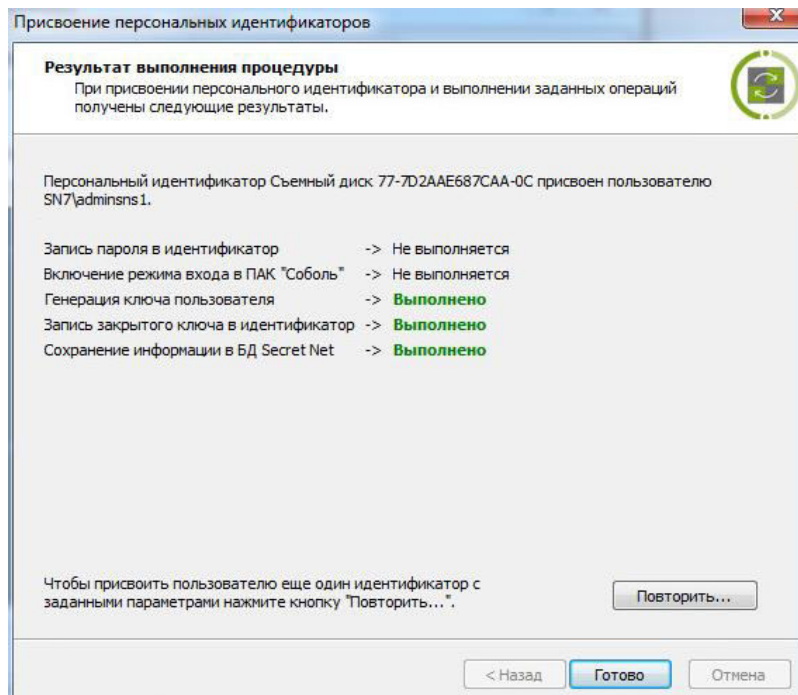 Присвоение персональных идентификаторов
Результат выполнения процедуры
При присвоении персонального идентификатора и выполнении заданных операций
получены следующие результаты.
Персональный идентификатор Съемный диск 77-7D2AAE687CAA-0C присвоен пользователю
SN7\adminsns1.
Запись пароля в идентификатор -> Не выполняется
Включение режима входа в ПАК "Соболь" -> Не выполняется
Генерация ключа пользователя -> Выполнено
Запись закрытого ключа в идентификатор -> Выполнено
Сохранение информации в БД Secret Net -> Выполнено
Чтобы присвоить пользователю еще один идентификатор с
заданными параметрами нажмите кнопку "Повторить...".
Повторить...
< Назад Готово Отмена